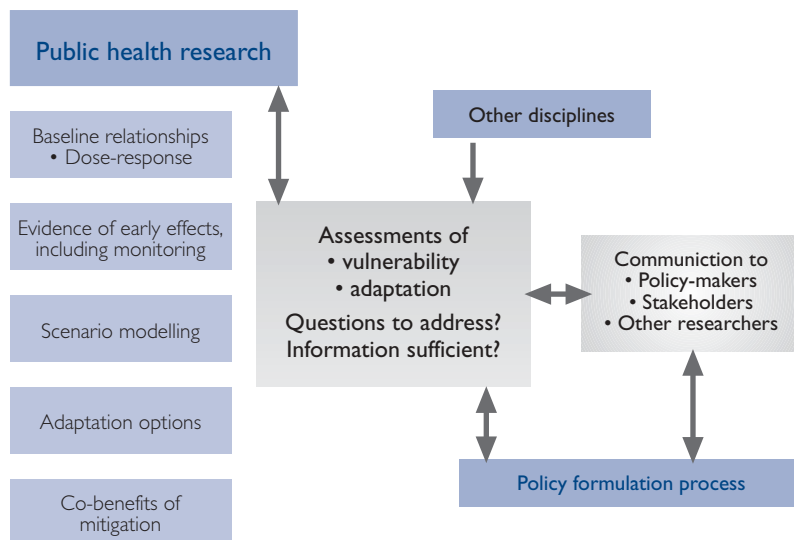 Public health research
Baseline relationships
• Dose-response
Evidence of early effects,
including monitoring
Scenario modelling
Adaptation options
Co-benefits of
mitigation
Other disciplines
Assessments of
• vulnerability
• adaptation
Questions to address?
Information sufficient?
Communiction to
• Policy-makers
• Stakeholders
• Other researchers
Policy formulation process